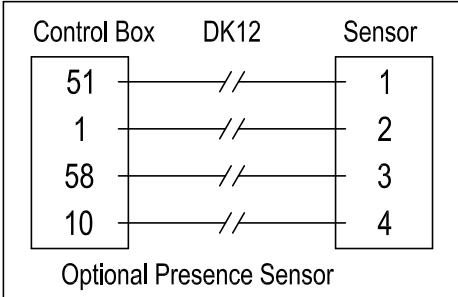 Control Box DK12 Sensor
51 1
1 2
58 3
10 4
Optional Presence Sensor